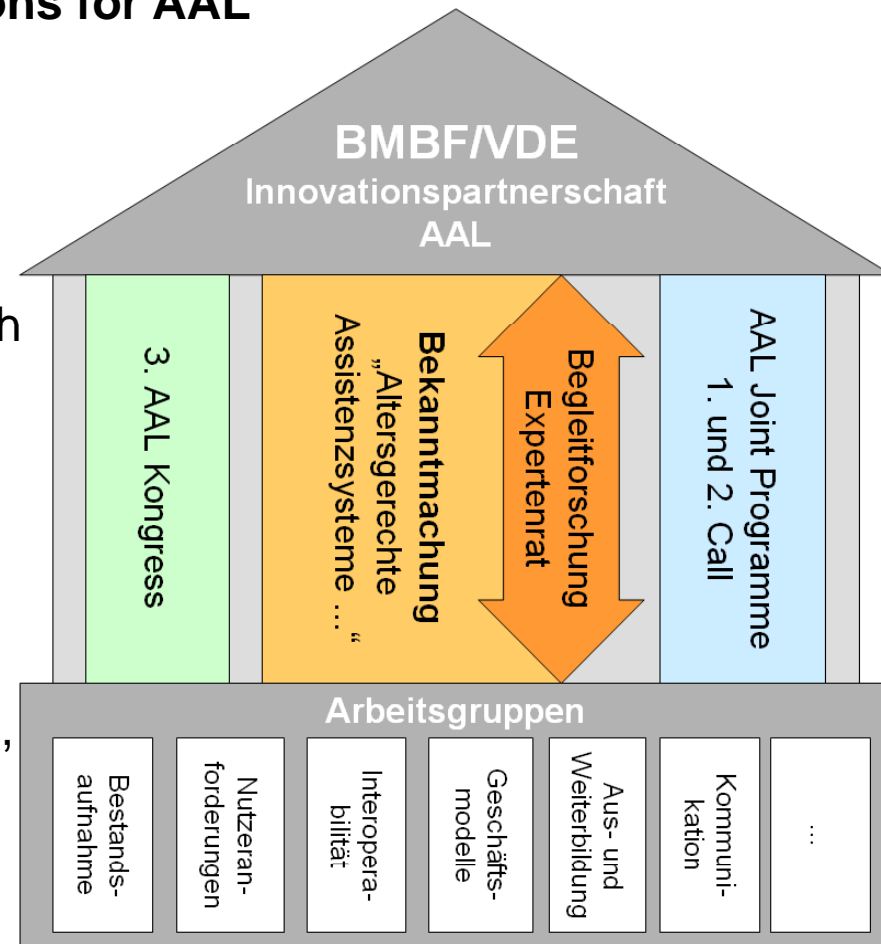 ons for AAL
BMBF/VDE
Innovationspartnerschaft
AAL
h
3. AAL Kongress
Bekanntmachung
„Altersgerechte
Assistenzsysteme ... “
Begleitforschung
Expertenrat
AAL Joint Programme
1. und 2. Call
,
Arbeitsgruppen
Bestands-
aufnahme
Nutzeran-
forderungen
Interopera-
bilität
Geschäfts-
modelle
Aus- und
Weiterbildung
Kommuni-
kation
...